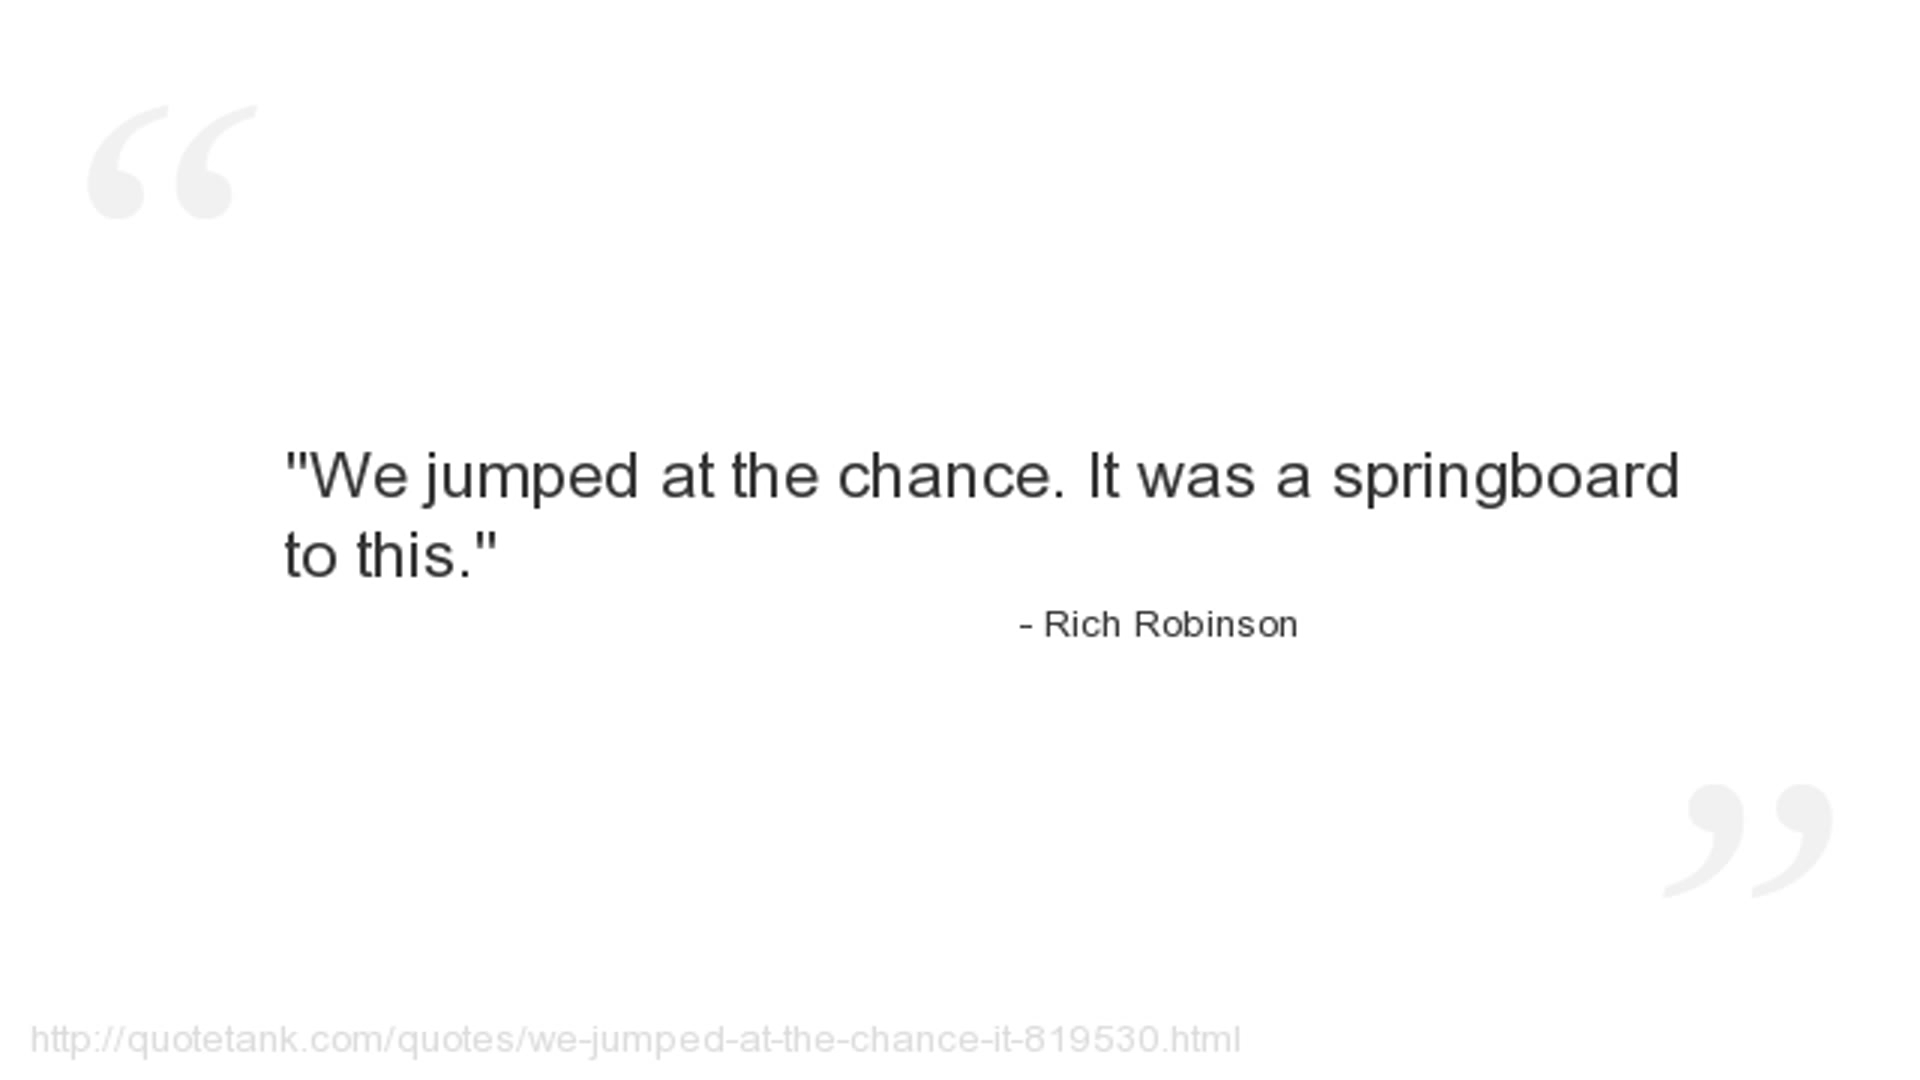 "We jumped at the chance. It was a springboard
to this."
- Rich Robinson
http://quotetank.com/quotes/we-jumped-at-the-chance-it-819530.html